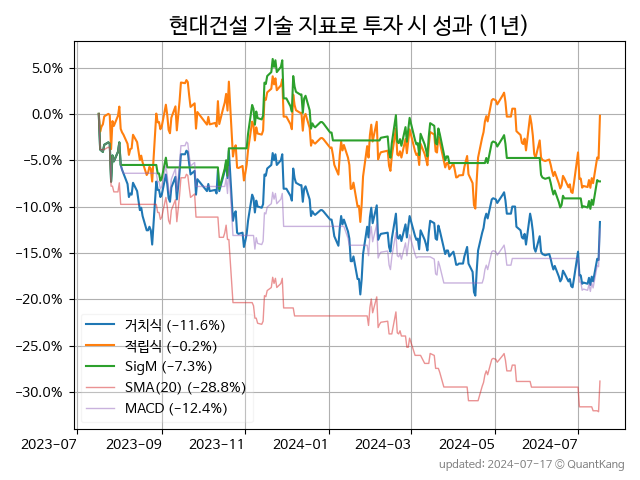 현대건설 기술 지표로 투자 시 성과 (1년)
5.0%
0.0%
−5.0%
−10.0%
−15.0%
−20.0%
−25.0%
−30.0%
거치식 (−11.6%)
적립식 (−0.2%)
SigM (−7.3%)
SMA(20) (−28.8%)
MACD (−12.4%)
2023-07 2023-09 2023-11 2024-01 2024-03 2024-05 2024-07
updated: 2024-07-17 © QuantKang